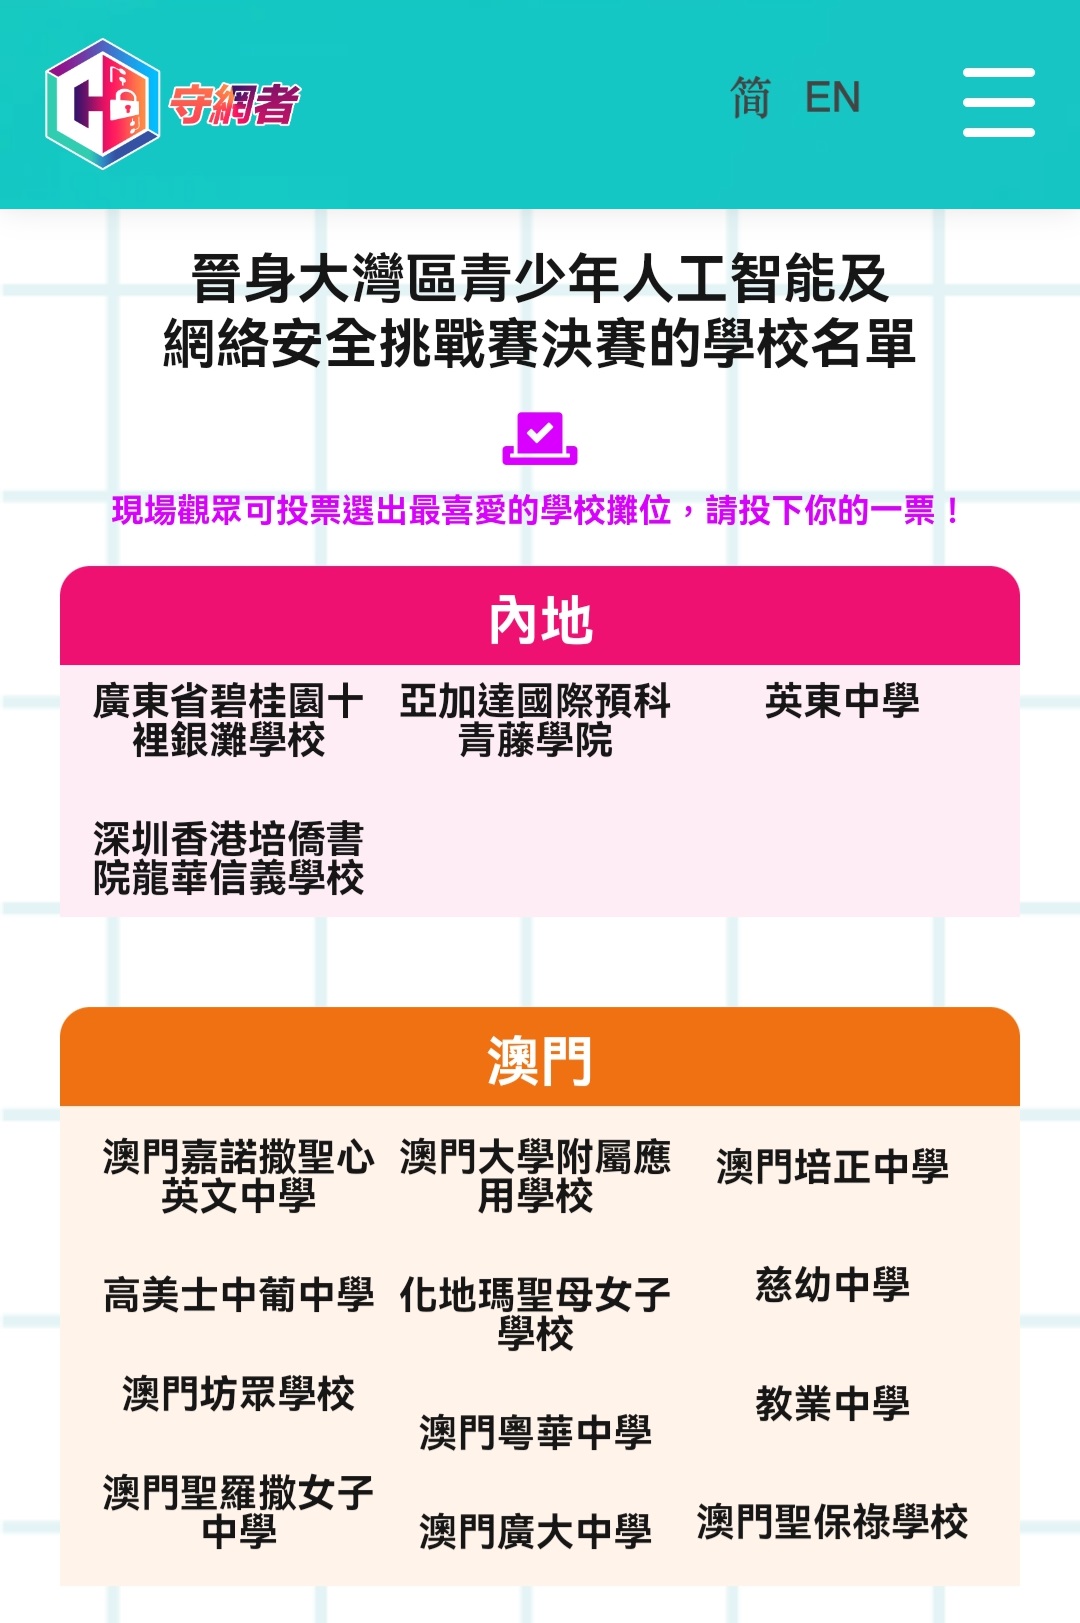 守網者
简 EN
晉身大灣區青少年人工智能及
網絡安全挑戰賽決賽的學校名單
現場觀眾可投票選出最喜愛的學校攤位，請投下你的一票！
內地
廣東省碧桂園十
裡銀灘學校
亞加達國際預科
青藤學院
英東中學
深圳香港培僑書
院龍華信義學校
澳門
澳門嘉諾撒聖心
英文中學
澳門大學附屬應
用學校
澳門培正中學
高美士中葡中學
化地瑪聖母女子
學校
慈幼中學
澳門坊眾學校
澳門粵華中學
教業中學
澳門聖羅撒女子
中學
澳門廣大中學
澳門聖保祿學校